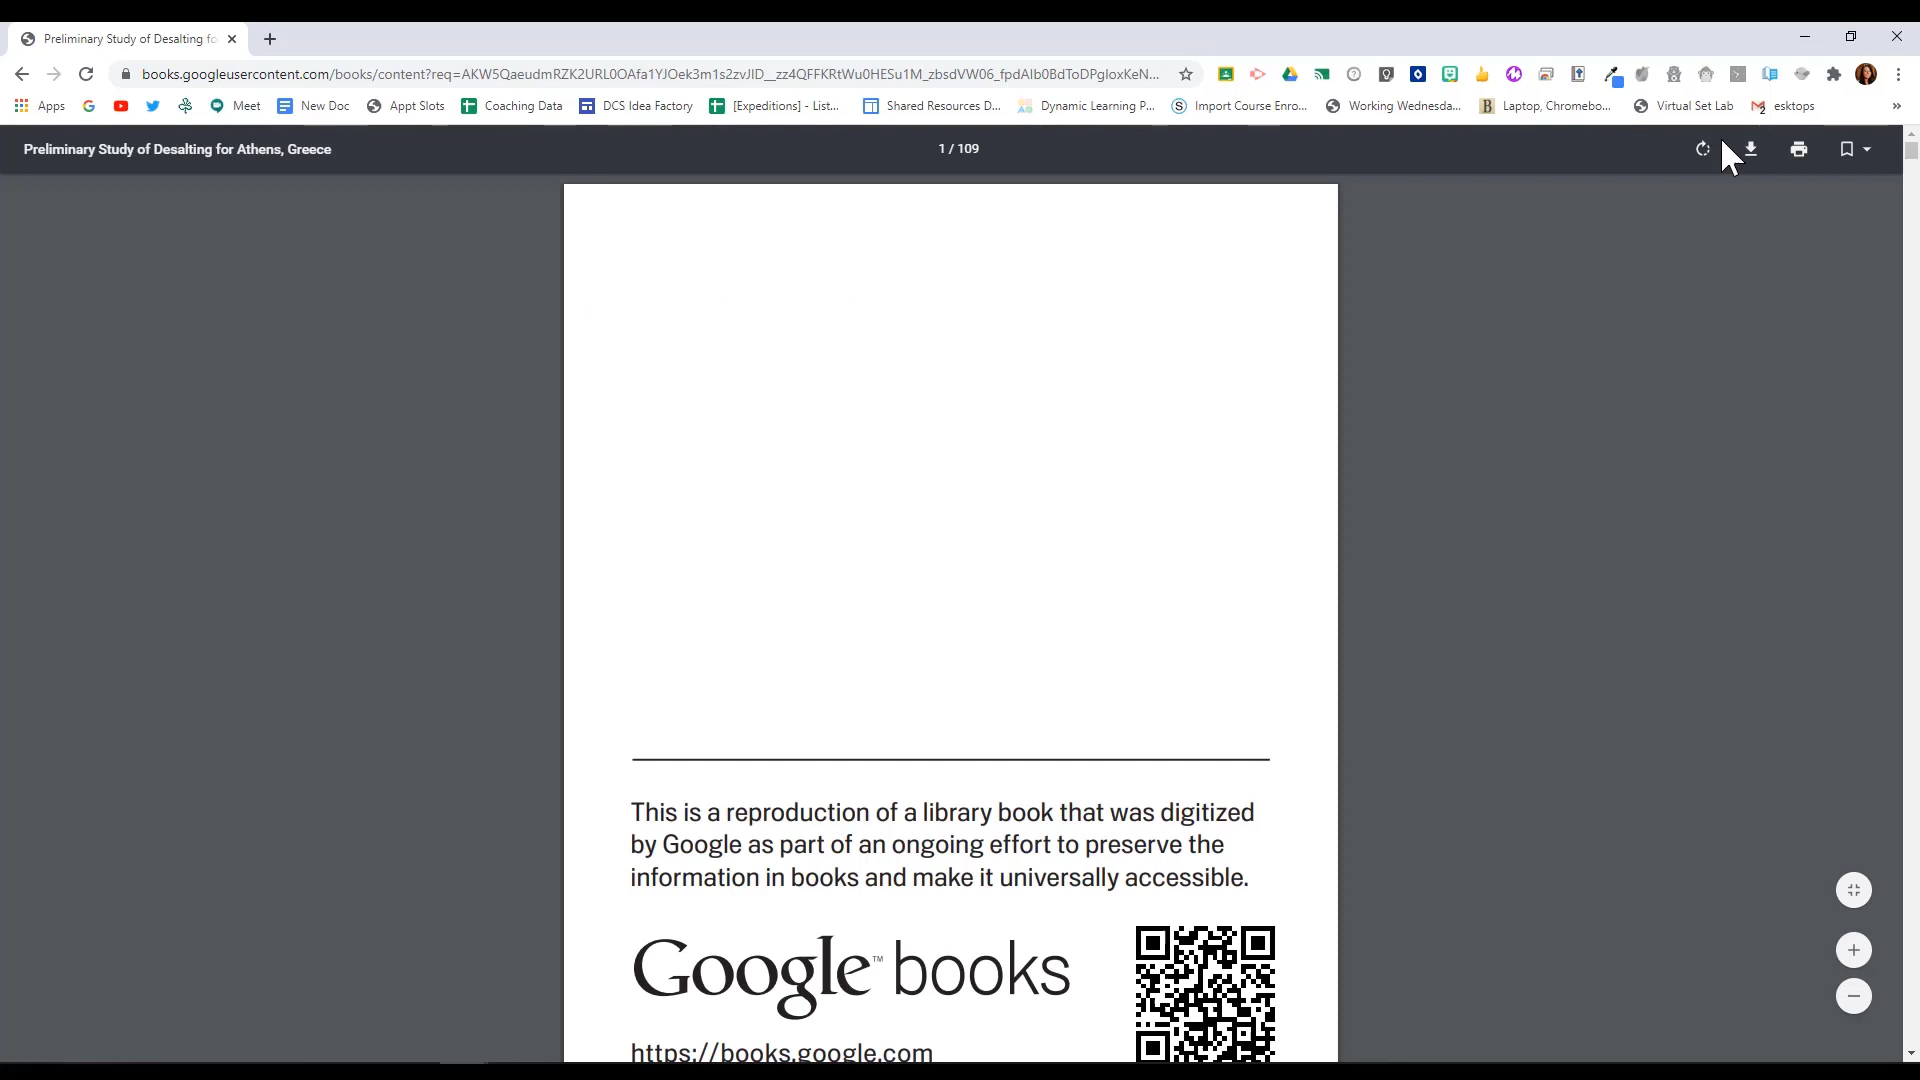 Preliminary Study of Desalting fo
books.googleusercontent.com/books/content?req=AKW5QaeudmRZK2URL0OAfa1YJOek3m1s2zvJlD__zz4QFFKRtWu0HESu1M_zbsdVW06_fpdAIb0BdToDPgIoxKeN...
Apps Meet New Doc Appt Slots Coaching Data DCS Idea Factory [Expeditions] - List... Shared Resources D... Dynamic Learning P... Import Course Enro... Working Wednesda... Laptop, Chromebo... Virtual Set Lab esktops »
Preliminary Study of Desalting for Athens, Greece 1 / 109
This is a reproduction of a library book that was digitized
by Google as part of an ongoing effort to preserve the
information in books and make it universally accessible.
Google™ books
https://books.google.com